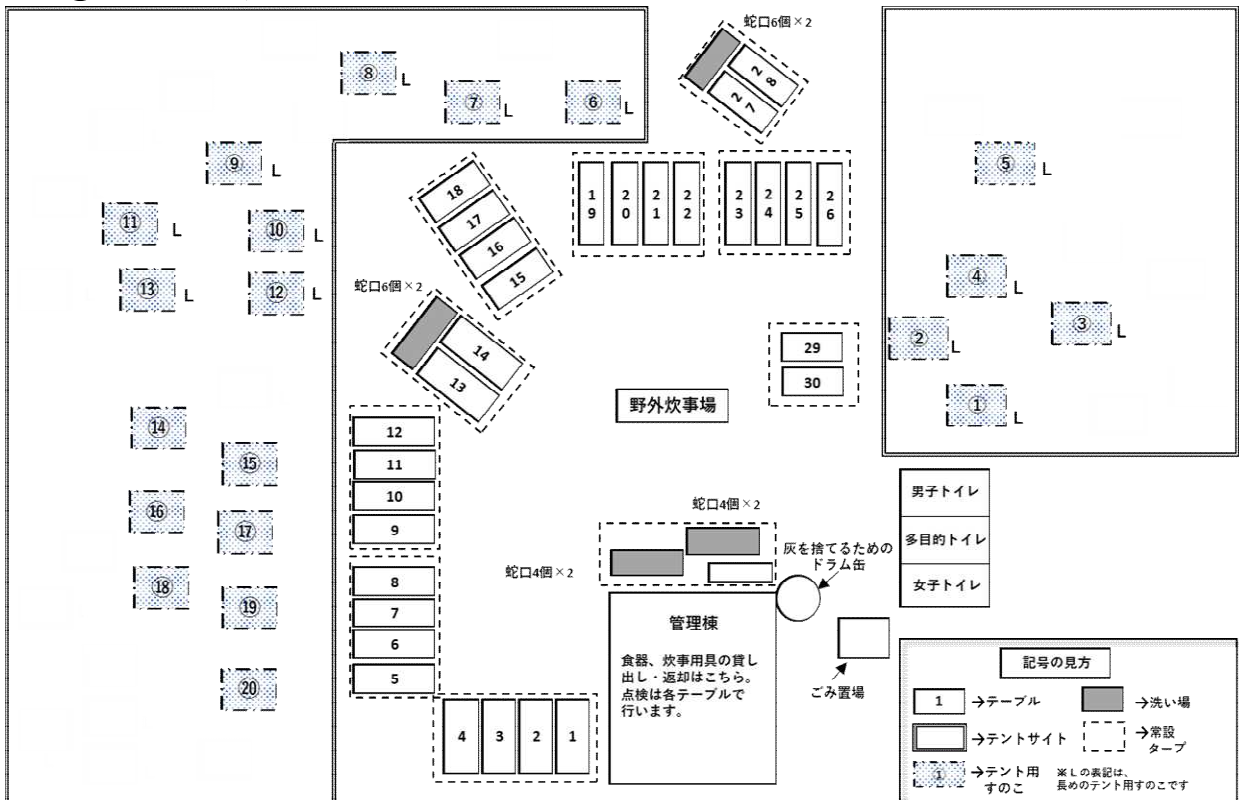 蛇口6個×2
⑧ L
⑦ L
⑥ L
28
27
⑨ L
⑤ L
18
17
16
15
19
20
21
22
23
24
25
26
⑪ L
⑩ L
④ L
⑬ L
⑫ L
蛇口6個×2
③ L
② L
14
13
29
30
① L
野外炊事場
⑭
12
⑮
11
10
9
⑯
⑰
男子トイレ
多目的トイレ
女子トイレ
蛇口4個×2
蛇口4個×2
灰を捨てるための
ドラム缶
⑱
⑲
8
7
6
5
⑳
管理棟
食器、炊事用具の貸し
出し・返却はこちら。
点検は各テーブルで
行います。
ごみ置場
4
3
2
1
記号の見方
1 →テーブル
→洗い場
→テントサイト
→常設
タープ
① →テント用
すのこ
※Lの表記は、
長めのテント用すのこです